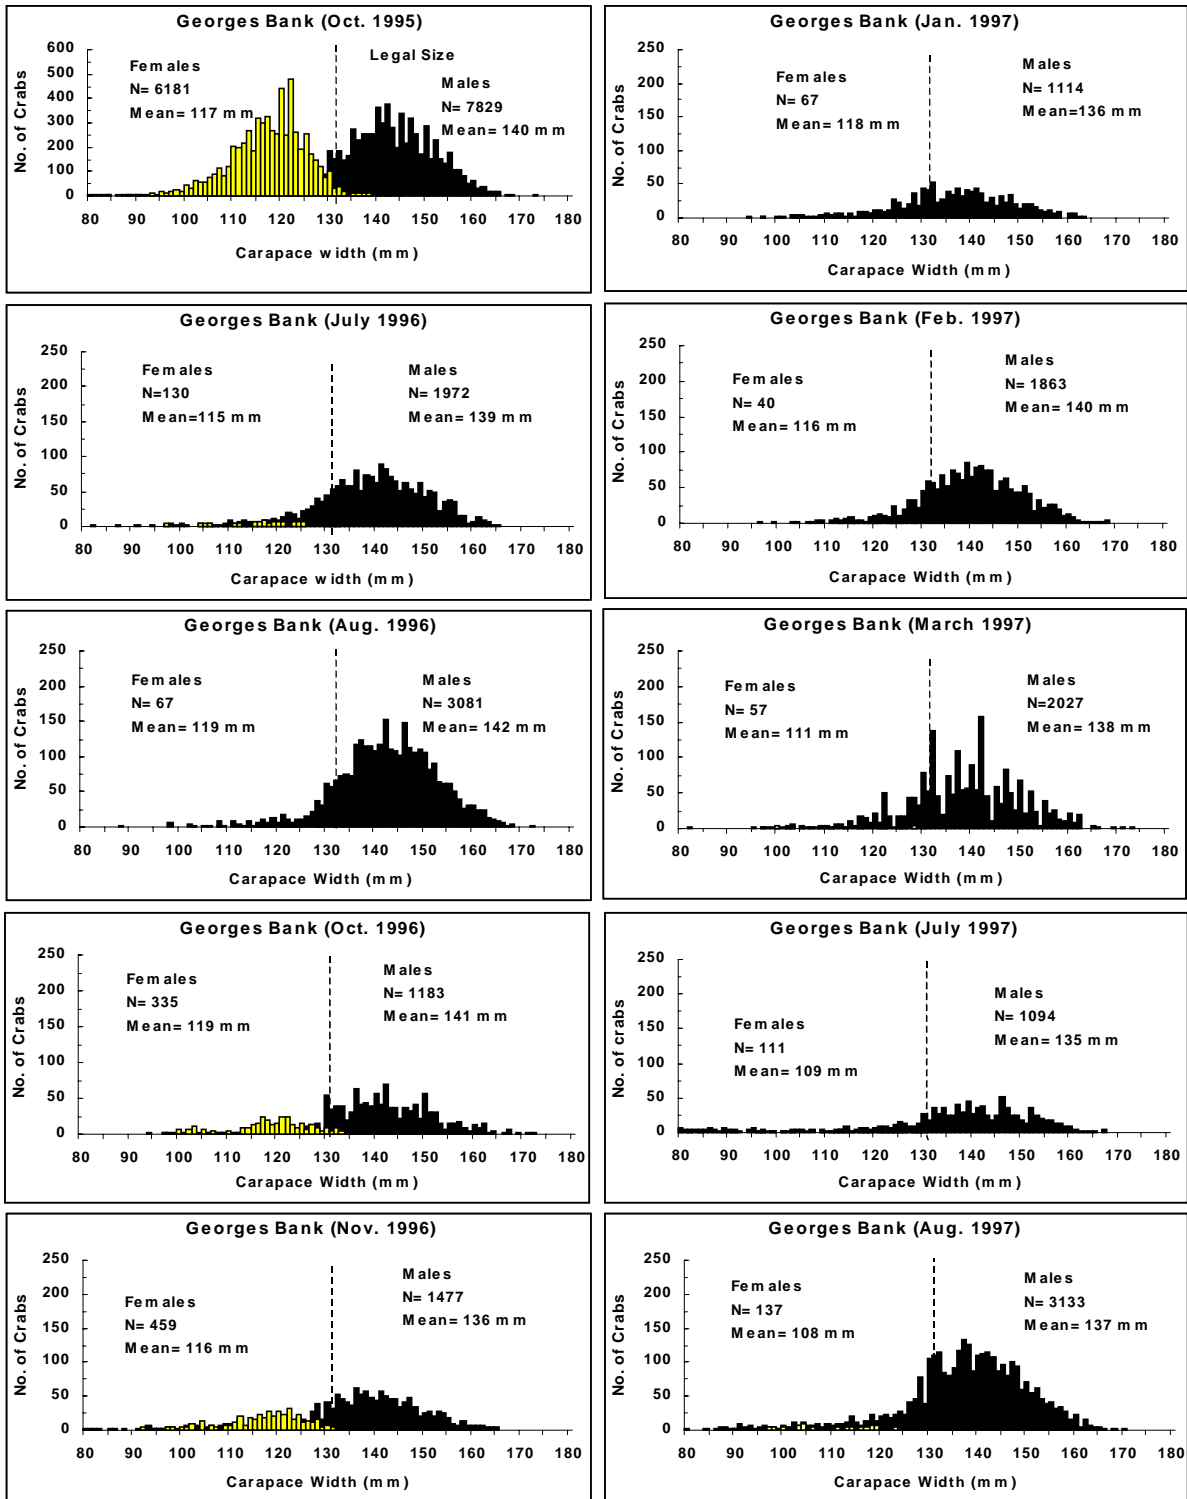 Georges Bank (Oct. 1995)
No. of Crabs
600
500
400
300
200
100
0
Females
N= 6181
Mean= 117 mm
Legal Size
Males
N= 7829
Mean= 140 mm
80 90 100 110 120 130 140 150 160 170 180
Carapace width (mm)
Georges Bank (Jan. 1997)
No. of Crabs
250
200
150
100
50
0
Females
N= 67
Mean= 118 mm
Males
N= 1114
Mean=136 mm
80 90 100 110 120 130 140 150 160 170 180
Carapace Width (mm)
Georges Bank (July 1996)
No. of Crabs
250
200
150
100
50
0
Females
N=130
Mean=115 mm
Males
N= 1972
Mean= 139 mm
80 90 100 110 120 130 140 150 160 170 180
Carapace width (mm)
Georges Bank (Feb. 1997)
No. of Crabs
250
200
150
100
50
0
Females
N= 40
Mean= 116 mm
Males
N= 1863
Mean= 140 mm
80 90 100 110 120 130 140 150 160 170 180
Carapace Width (mm)
Georges Bank (Aug. 1996)
No. of Crabs
250
200
150
100
50
0
Females
N= 67
Mean= 119 mm
Males
N= 3081
Mean= 142 mm
80 90 100 110 120 130 140 150 160 170 180
Carapace Width (mm)
Georges Bank (March 1997)
No. of Crabs
250
200
150
100
50
0
Females
N= 57
Mean= 111 mm
Males
N=2027
Mean= 138 mm
80 90 100 110 120 130 140 150 160 170 180
Carapace Width (mm)
Georges Bank (Oct. 1996)
No. of Crabs
250
200
150
100
50
0
Females
N= 335
Mean= 119 mm
Males
N= 1183
Mean= 141 mm
80 90 100 110 120 130 140 150 160 170 180
Carapace Width (mm)
Georges Bank (July 1997)
No. of crabs
250
200
150
100
50
0
Females
N= 111
Mean= 109 mm
Males
N= 1094
Mean= 135 mm
80 90 100 110 120 130 140 150 160 170 180
Carapace Width (mm)
Georges Bank (Nov. 1996)
No. of Crabs
250
200
150
100
50
0
Females
N= 459
Mean= 116 mm
Males
N= 1477
Mean= 136 mm
80 90 100 110 120 130 140 150 160 170 180
Carapace Width (mm)
Georges Bank (Aug. 1997)
No. of Crabs
250
200
150
100
50
0
Females
N= 137
Mean= 108 mm
Males
N= 3133
Mean= 137 mm
80 90 100 110 120 130 140 150 160 170 180
Carapace Width (mm)